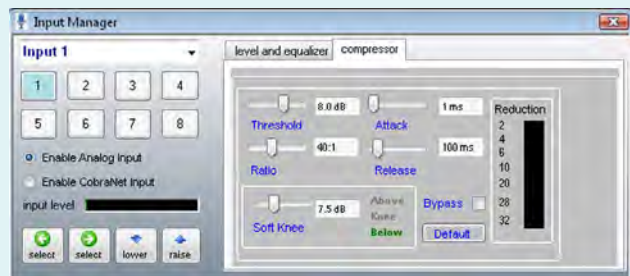 Input Manager
Input 1
1 2 3 4
5 6 7 8
Enable Analog Input
Enable CobraNet Input
input level
select select lower raise
level and equalizer compressor
8.0 dB 1 ms
Threshold Attack
40:1 100 ms
Ratio Release
7.5 dB
Soft Knee
Above
Knee
Below
Bypass
Default
Reduction
2
4
6
10
20
28
32